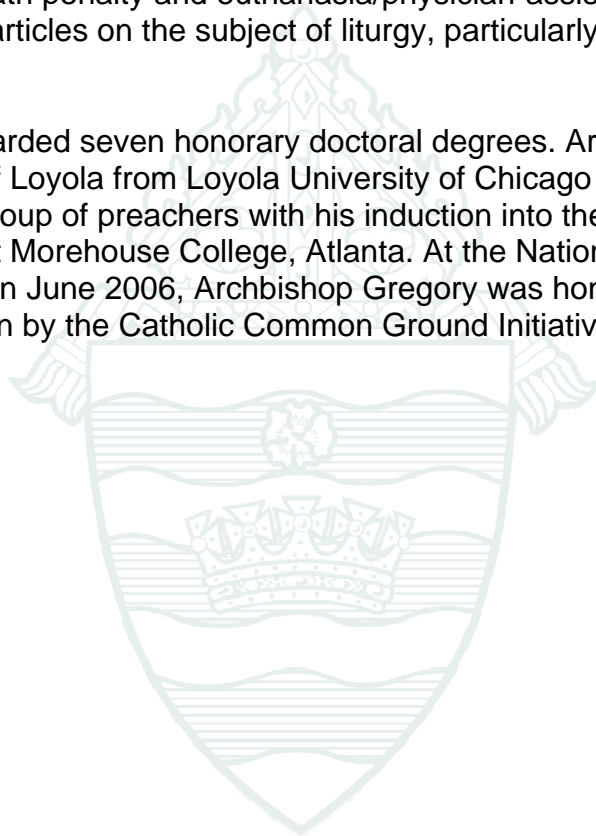 penalty and euthanasia/physician-assis
articles on the subject of liturgy, particularly
arded seven honorary doctoral degrees. Ar
Loyola from Loyola University of Chicago
oup of preachers with his induction into the
Morehouse College, Atlanta. At the Nation
n June 2006, Archbishop Gregory was hon
n by the Catholic Common Ground Initiativ